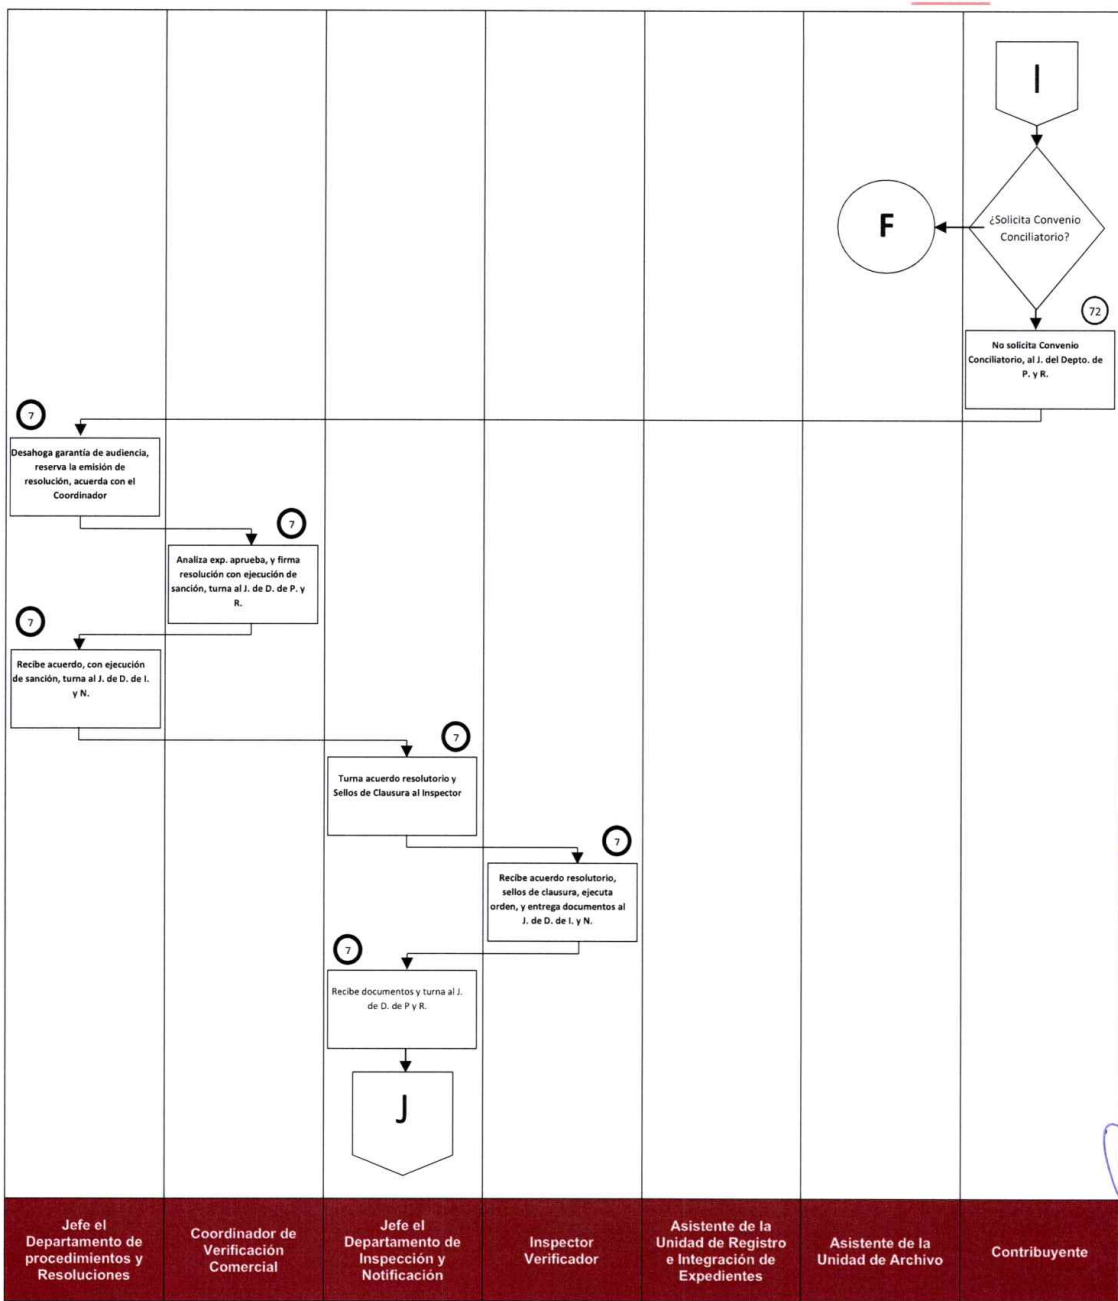 I
¿Solicita Convenio
Conciliatorio?
F
72
No solicita Convenio
Conciliatorio, al J. del Depto. de
P. y R.
7
Desahoga garantía de audiencia,
reserva la emisión de
resolución, acuerda con el
Coordinador
7
Analiza exp. aprueba, y firma
resolución con ejecución de
sanción, turna al J. de D. de P. y
R.
7
Recibe acuerdo, con ejecución
de sanción, turna al J. de D. de I.
y N.
7
Turna acuerdo resolutorio y
Sellos de Clausura al Inspector
7
Recibe acuerdo resolutorio,
sellos de clausura, ejecuta
orden, y entrega documentos al
J. de D. de I. y N.
7
Recibe documentos y turna al J.
de D. de P y R.
J
Jefe el
Departamento de
procedimientos y
Resoluciones
Coordinador de
Verificación
Comercial
Jefe el
Departamento de
Inspección y
Notificación
Inspector
Verificador
Asistente de la
Unidad de Registro
e Integración de
Expedientes
Asistente de la
Unidad de Archivo
Contribuyente